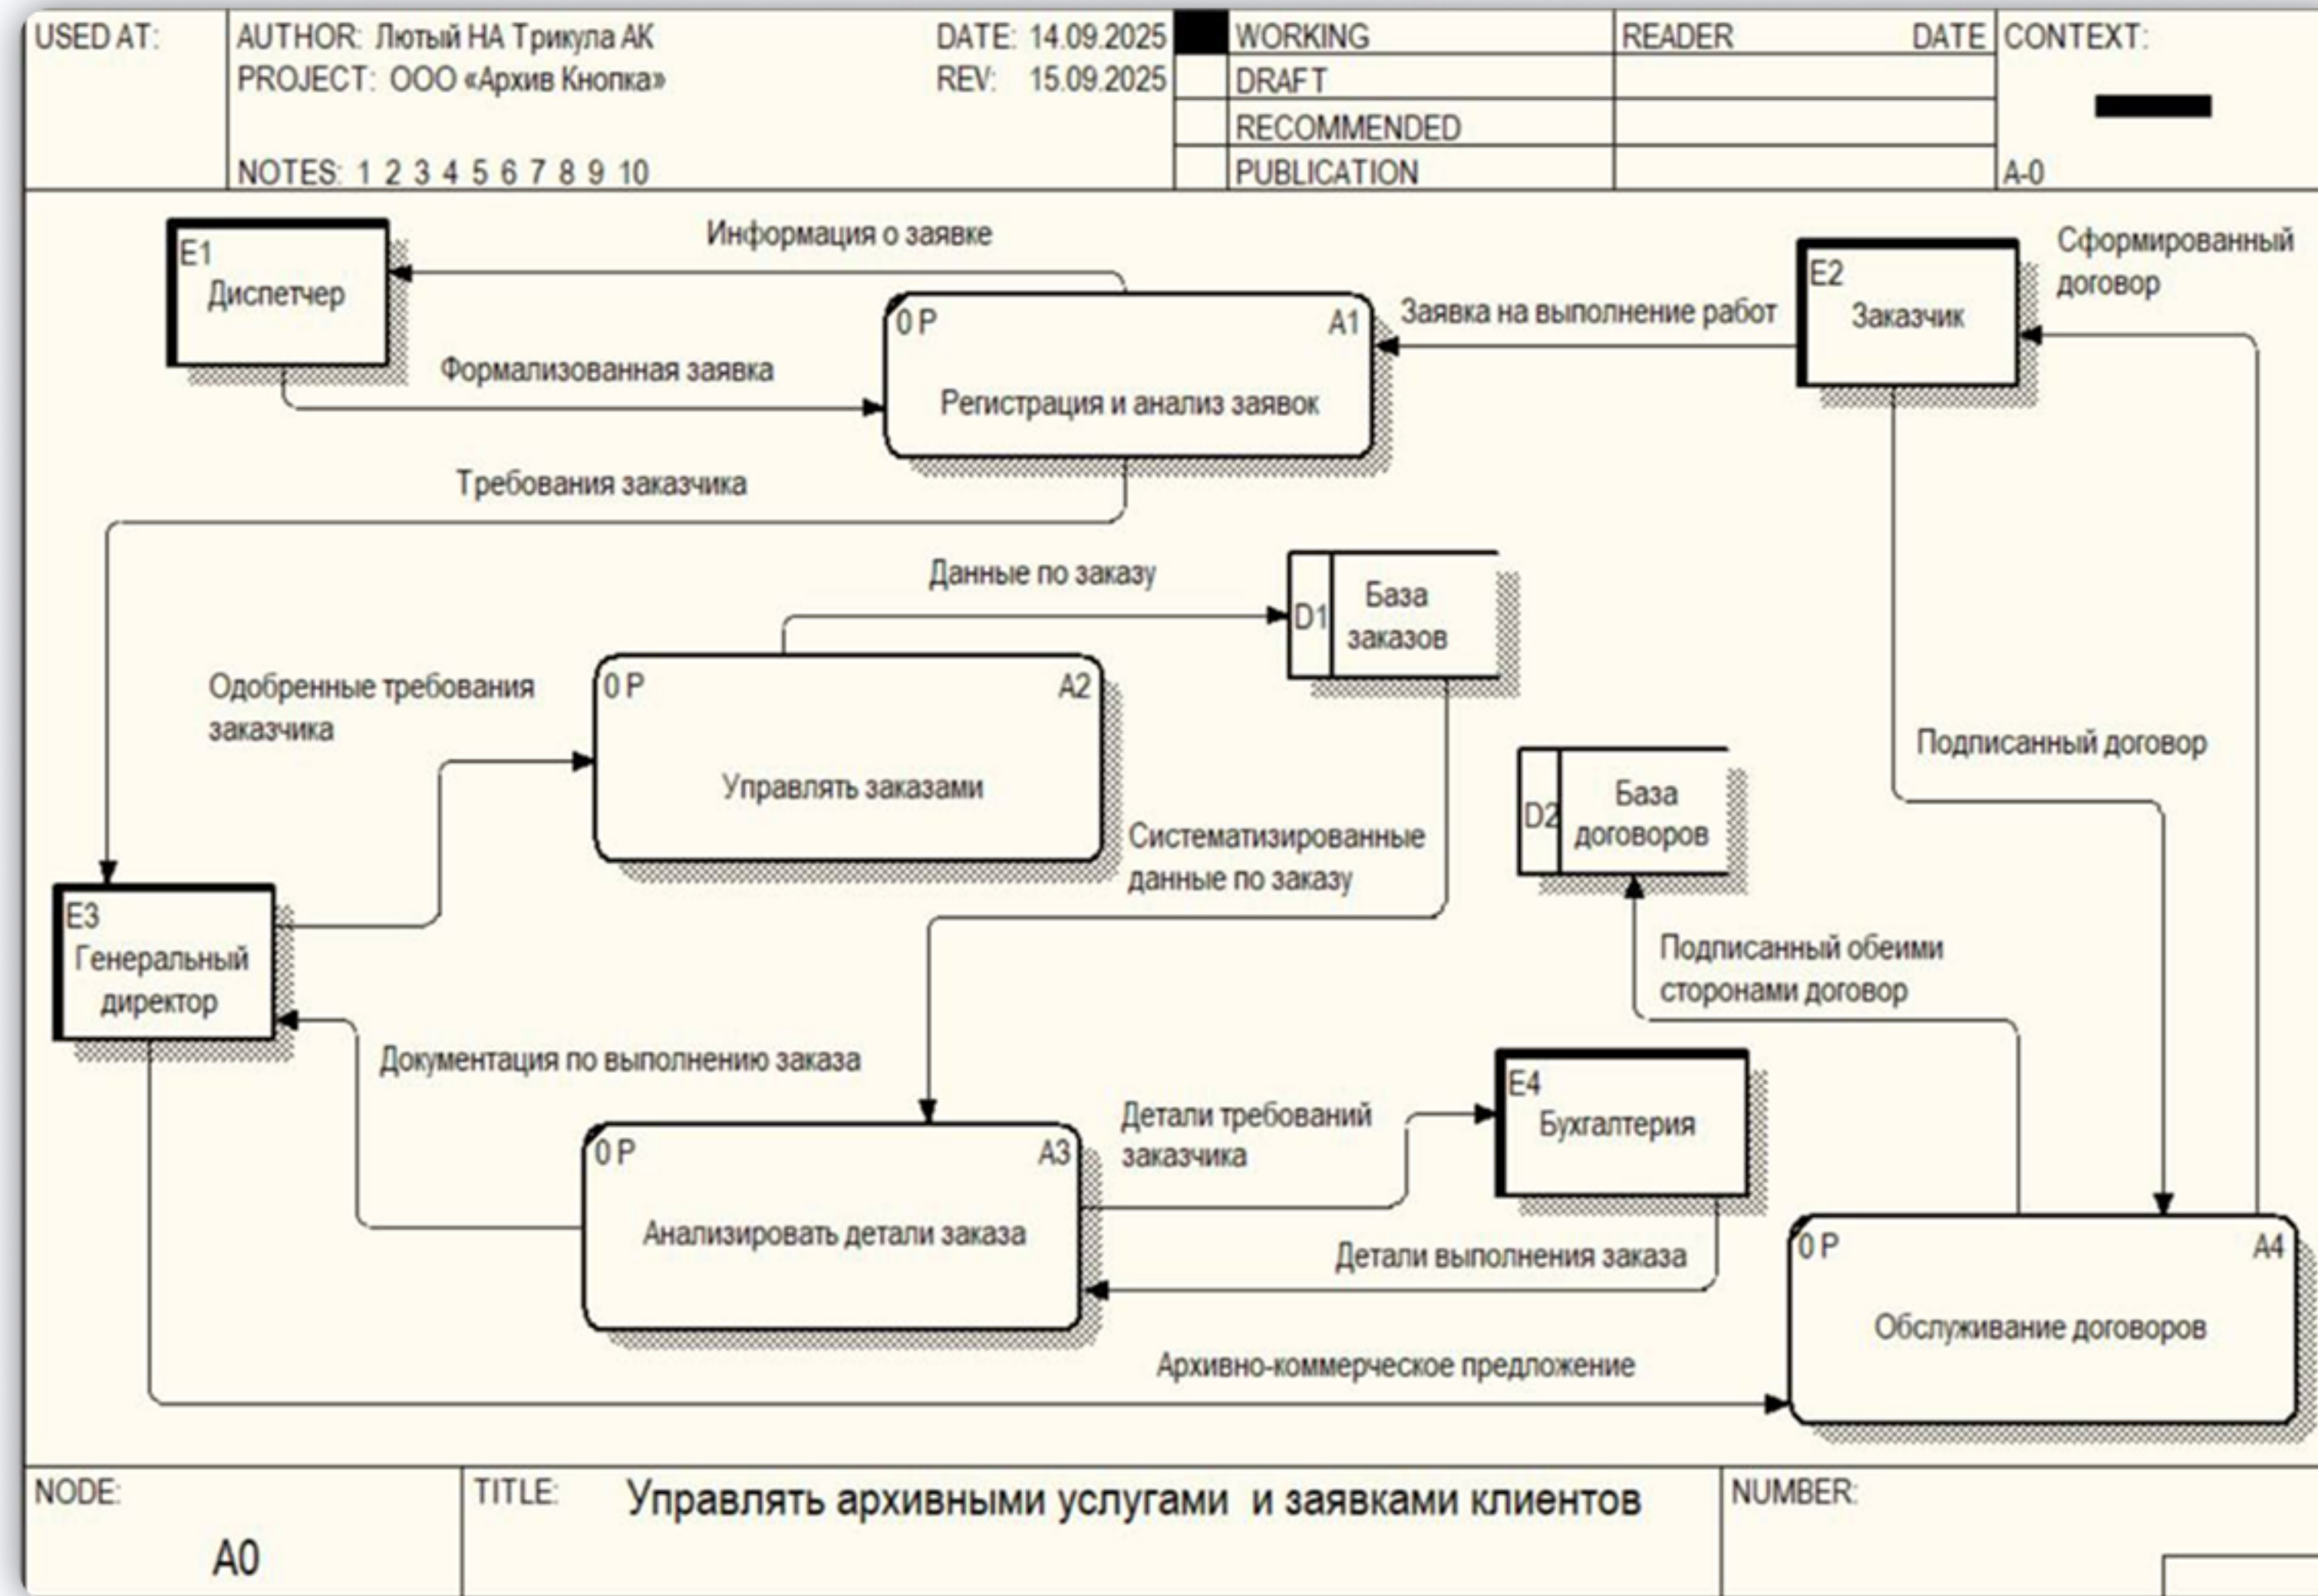 USED AT:
AUTHOR: Лютый НА Трикула АК
DATE: 14.09.2025
PROJECT: ООО «Архив Кнопка»
REV: 15.09.2025
NOTES: 1 2 3 4 5 6 7 8 9 10
WORKING
DRAFT
RECOMMENDED
PUBLICATION
READER DATE
CONTEXT:
A-0
E1
Диспетчер
Информация о заявке
Формализованная заявка
0 Р
A1
Регистрация и анализ заявок
Заявка на выполнение работ
E2
Заказчик
Сформированный
договор
Требования заказчика
Данные по заказу
D1
База
заказов
Одобренные требования
заказчика
0 Р
A2
Управлять заказами
Систематизированные
данные по заказу
D2
База
договоров
Подписанный договор
E3
Генеральный
директор
Подписанный обеими
сторонами договор
Документация по выполнению заказа
0 Р
A3
Анализировать детали заказа
Детали требований
заказчика
E4
Бухгалтерия
Детали выполнения заказа
0 Р
A4
Обслуживание договоров
Архивно-коммерческое предложение
NODE:
A0
TITLE:
Управлять архивными услугами и заявками клиентов
NUMBER: